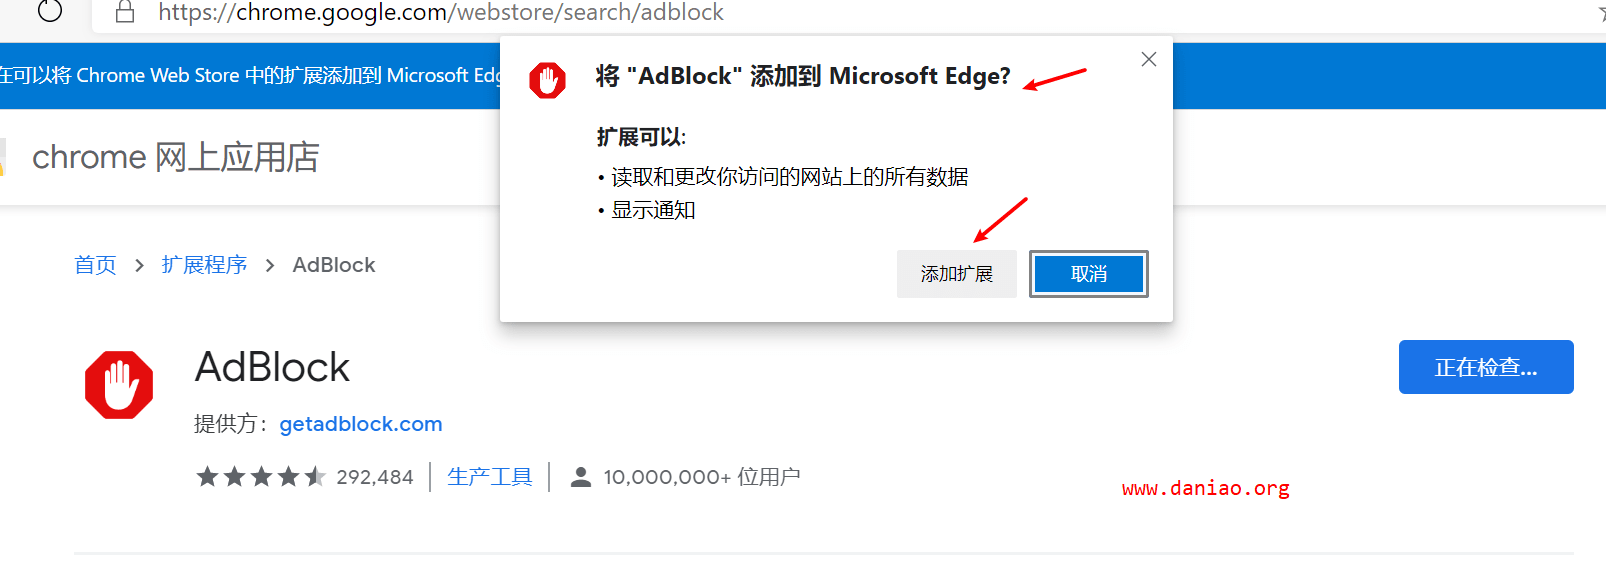 https://chrome.google.com/webstore/search/adblock
在可以将 Chrome Web Store 中的扩展添加到 Microsoft
将 "AdBlock" 添加到 Microsoft Edge?
扩展可以:
• 读取和更改你访问的网站上的所有数据
• 显示通知
添加扩展
取消
chrome 网上应用店
首页 > 扩展程序 > AdBlock
AdBlock
正在检查...
提供方：getadblock.com
292,484 生产工具 10,000,000+ 位用户
www.daniao.org